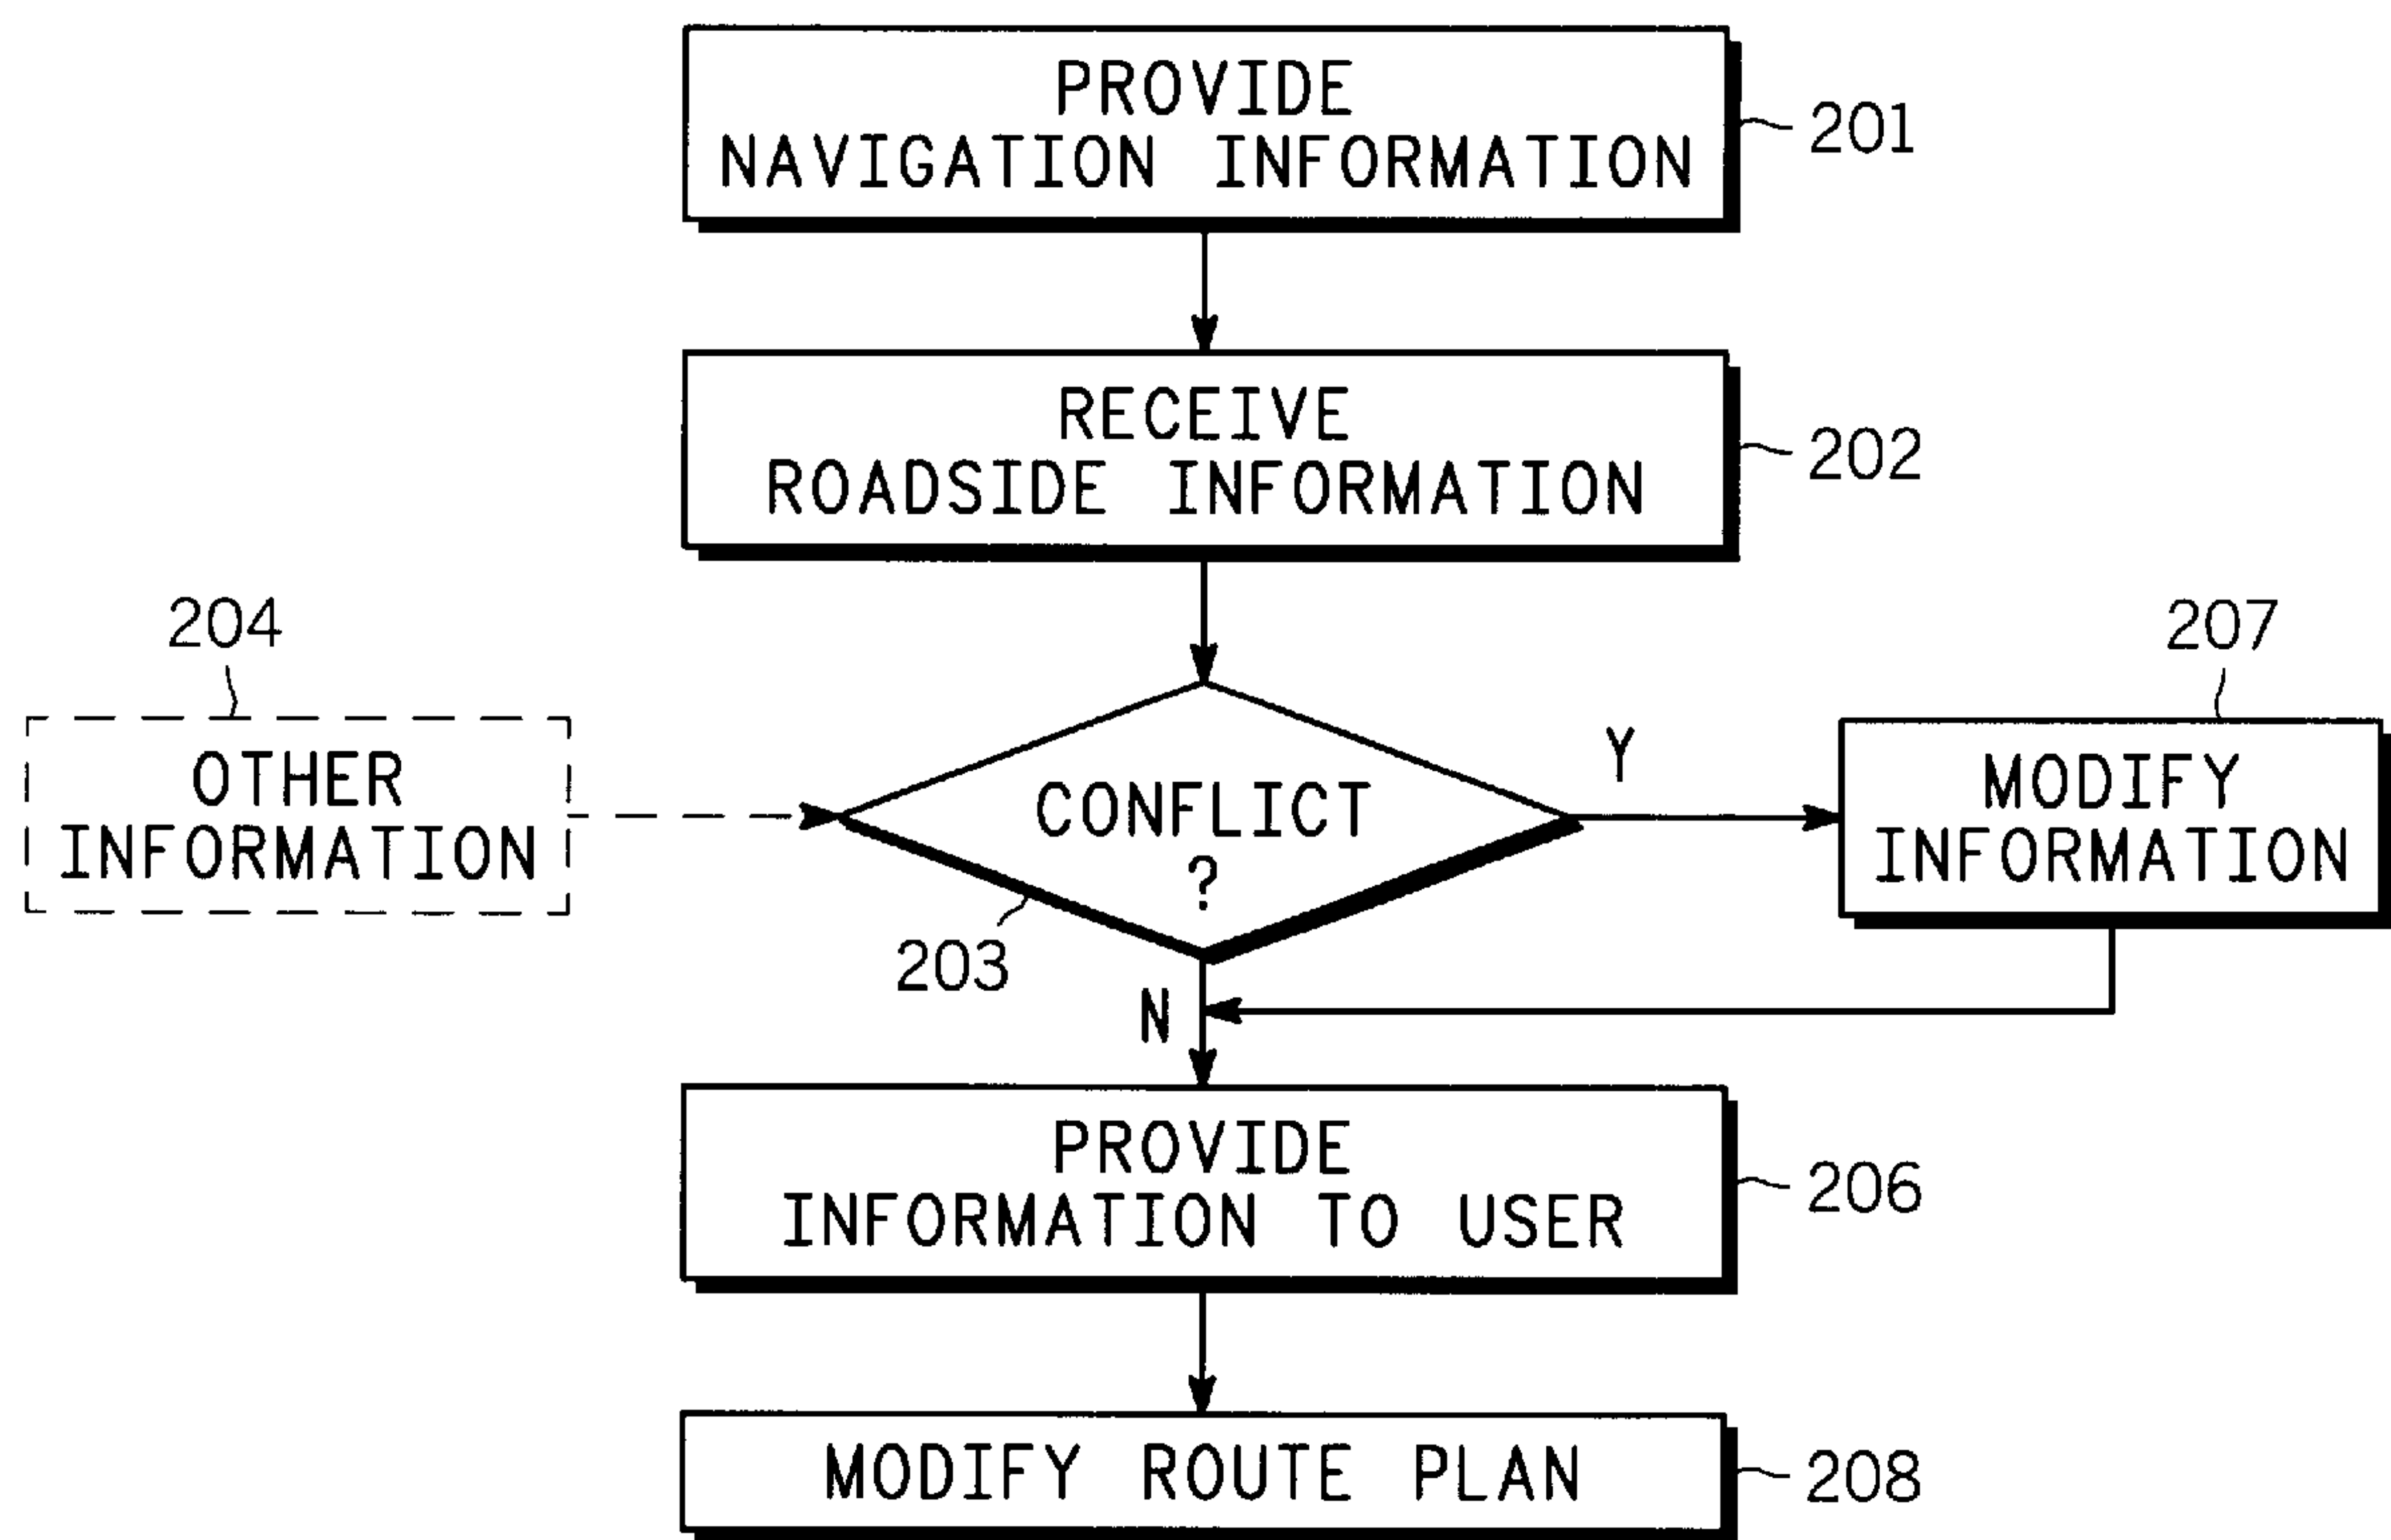 PROVIDE
NAVIGATION INFORMATION
201
RECEIVE
ROADSIDE INFORMATION
202
204
OTHER
INFORMATION
CONFLICT
?
203
Y
207
MODIFY
INFORMATION
N
PROVIDE
INFORMATION TO USER
206
MODIFY ROUTE PLAN
208